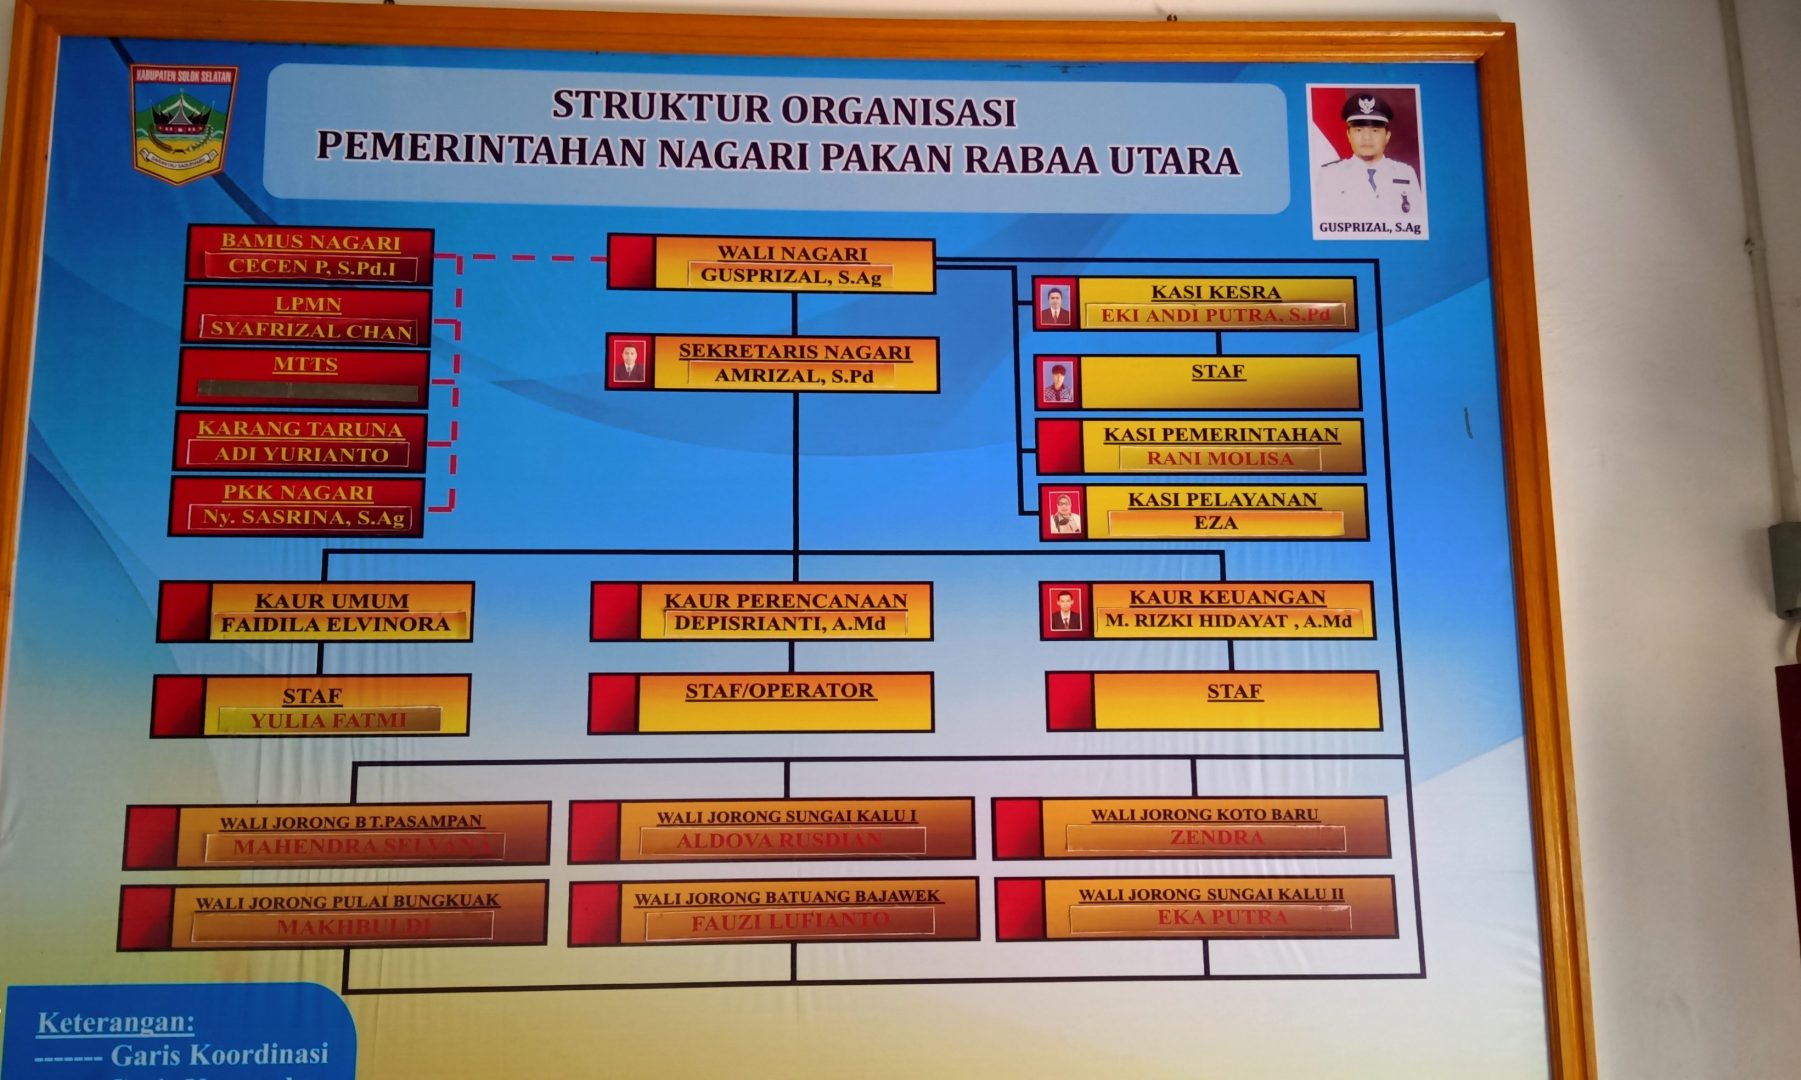 KABUPATEN SOLOK SELATAN
STRUKTUR ORGANISASI
PEMERINTAHAN NAGARI PAKAN RABAA UTARA
GUSPRIZAL, S.Ag
BAMUS NAGARI
CECEN P, S.Pd.I
LPMN
SYAFRIZAL CHAN
MTTS
KARANG TARUNA
ADI YURIANTO
PKK NAGARI
Ny. SASRINA, S.Ag
WALI NAGARI
GUSPRIZAL, S.Ag
SEKRETARIS NAGARI
AMRIZAL, S.Pd
KASI KESRA
EKI ANDI PUTRA, S.Pd
STAF
KASI PEMERINTAHAN
RANI MOLISA
KASI PELAYANAN
EZA
KAUR UMUM
FAIDILA ELVINORA
KAUR PERENCANAAN
DEPISRIANTI, A.Md
KAUR KEUANGAN
M. RIZKI HIDAYAT , A.Md
STAF
YULIA FATMI
STAF/OPERATOR
STAF
WALI JORONG BT.PASAMPAN
MAHENDRA SELVANA
WALI JORONG SUNGAI KALU I
ALDOVA RUSDIAN
WALI JORONG KOTO BARU
ZENDRA
WALI JORONG PULAI BUNGKUAK
MAKHBULDI
WALI JORONG BATUANG BAJAWEK
FAUZI LUFIANTO
WALI JORONG SUNGAI KALU II
EKA PUTRA
Keterangan:
------- Garis Koordinasi